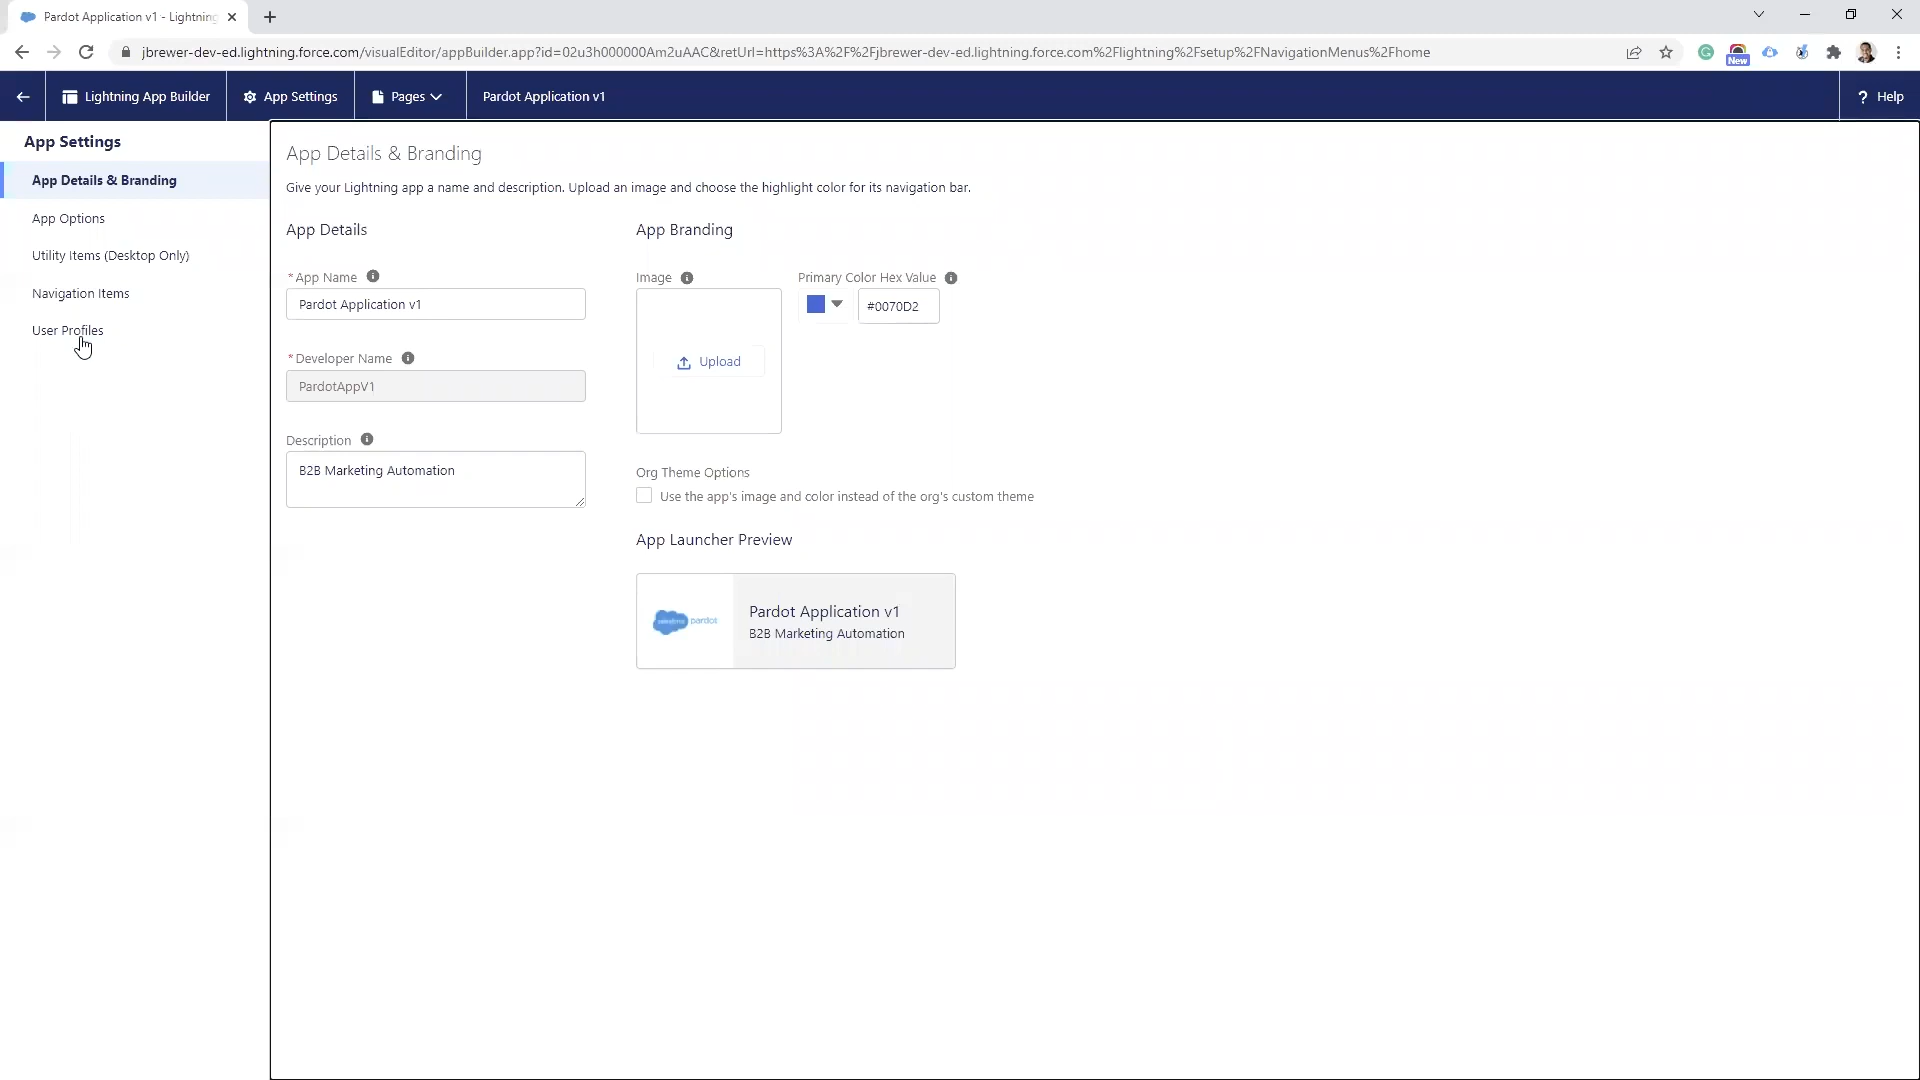 Pardot Application v1 - Lightning
jbrewer-dev-ed.lightning.force.com/visualEditor/appBuilder.app?id=02u3h000000Am2uAAC&retUrl=https%3A%2F%2Fjbrewer-dev-ed.lightning.force.com%2Flightning%2Fsetup%2FNavigationMenus%2Fhome
New
Lightning App Builder
App Settings
Pages
Pardot Application v1
? Help
App Settings
App Details & Branding
App Options
Utility Items (Desktop Only)
Navigation Items
User Profiles
App Details & Branding
Give your Lightning app a name and description. Upload an image and choose the highlight color for its navigation bar.
App Details
*App Name
Pardot Application v1
*Developer Name
PardotAppV1
Description
B2B Marketing Automation
App Branding
Image
Primary Color Hex Value
#0070D2
Upload
Org Theme Options
Use the app's image and color instead of the org's custom theme
App Launcher Preview
salesforce pardot
Pardot Application v1
B2B Marketing Automation